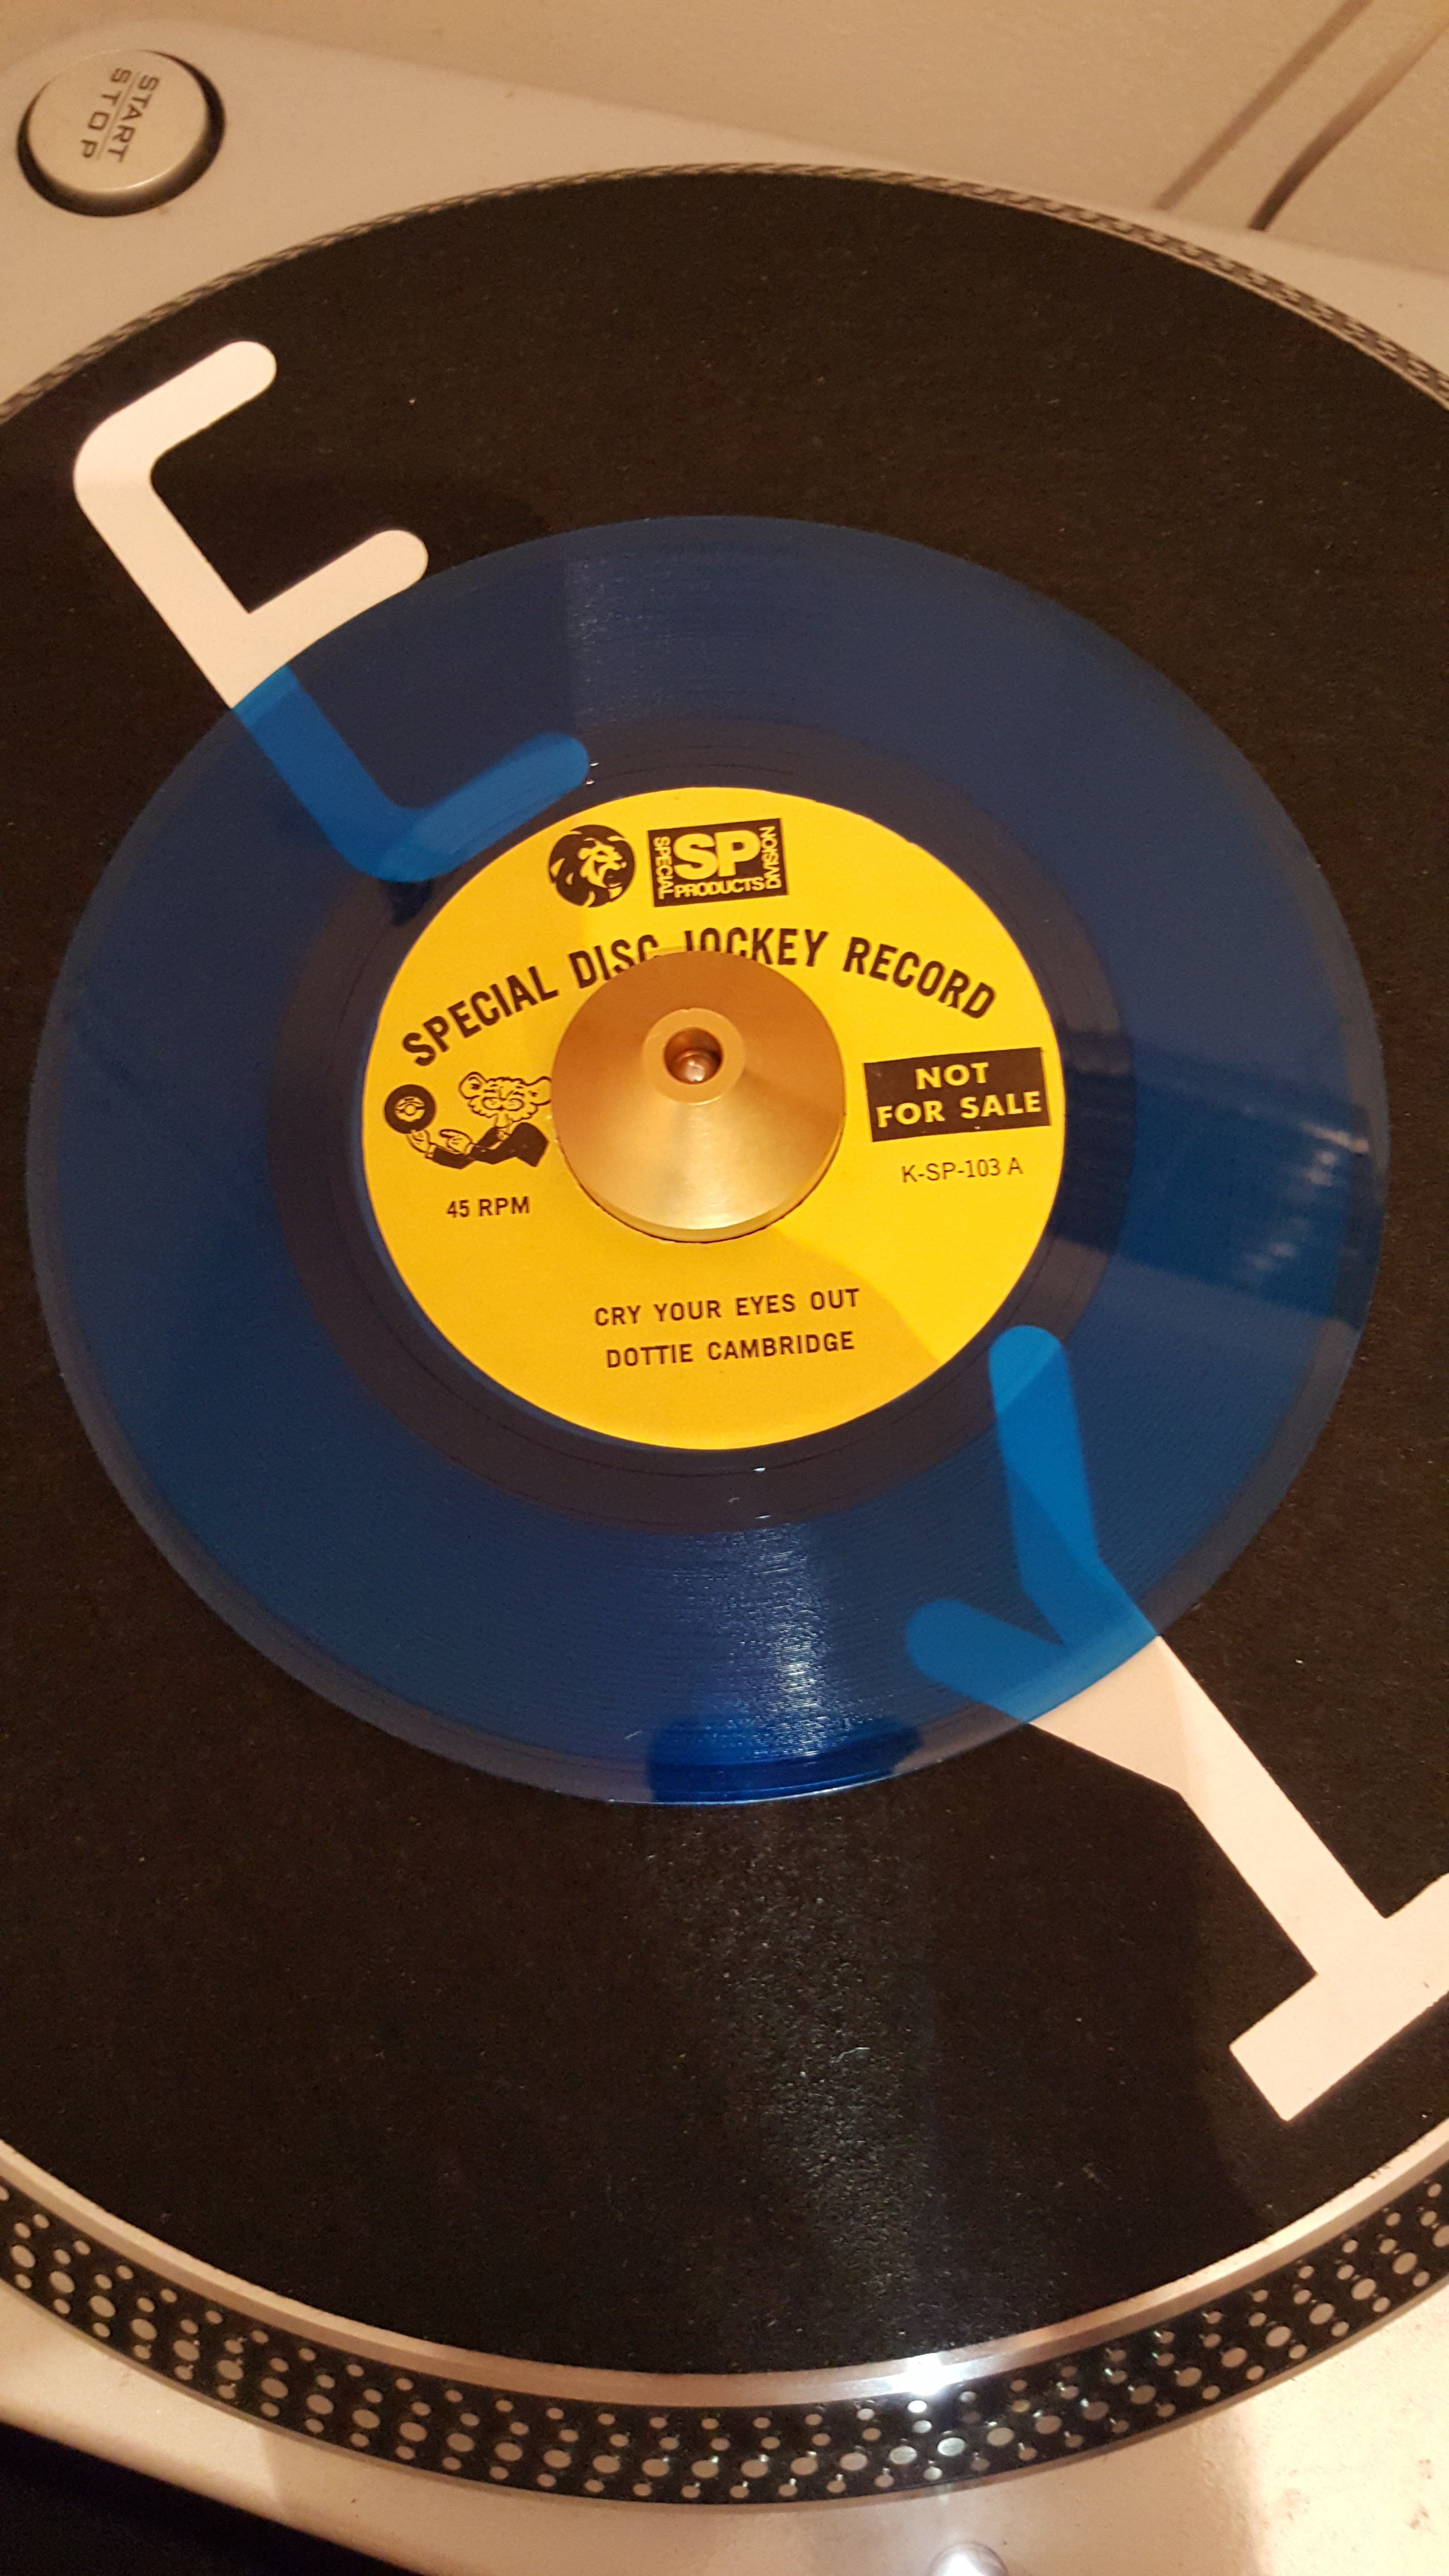 START
STOP
SP
SPECIAL
PRODUCTS
DIVISION
SPECIAL DISC JOCKEY RECORD
NOT
FOR SALE
K-SP-103 A
45 RPM
CRY YOUR EYES OUT
DOTTIE CAMBRIDGE